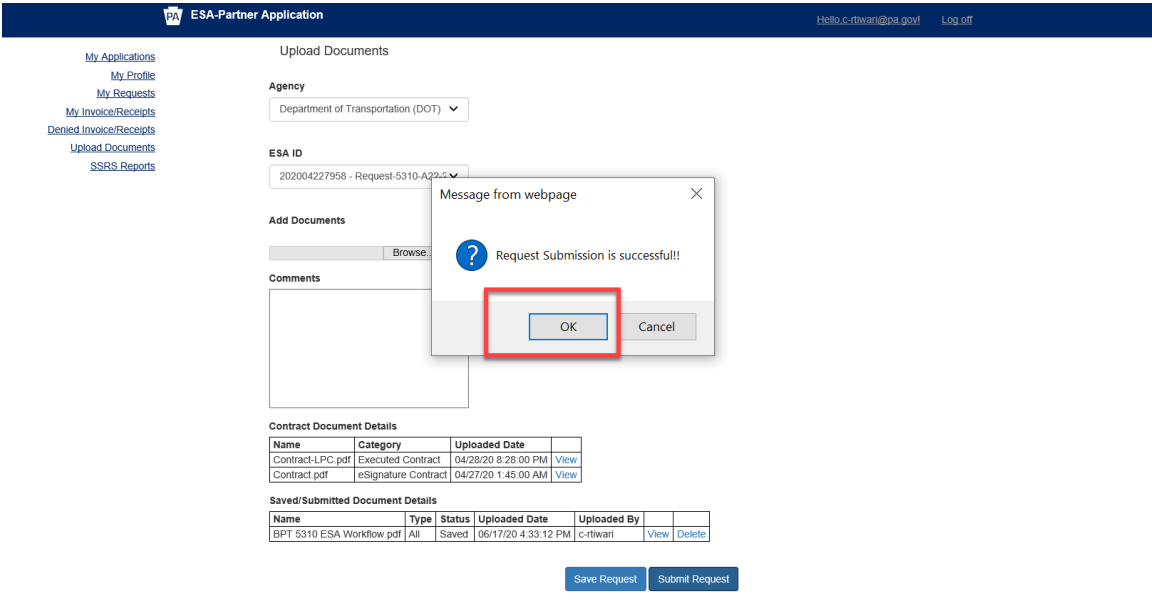 PA ESA-Partner Application
Hello,c-rtiwari@pa.gov! Log off
My Applications
My Profile
My Requests
My Invoice/Receipts
Denied Invoice/Receipts
Upload Documents
SSRS Reports
Upload Documents
Agency
Department of Transportation (DOT)
ESA ID
202004227958 - Request-5310-A22-2
Add Documents
Browse..
Comments
Message from webpage
Request Submission is successful!!
OK Cancel
Contract Document Details
Name Category Uploaded Date
Contract-LPC.pdf Executed Contract 04/28/20 8:28:00 PM View
Contract.pdf eSignature Contract 04/27/20 1:45:00 AM View
Saved/Submitted Document Details
Name Type Status Uploaded Date Uploaded By
BPT 5310 ESA Workflow.pdf All Saved 06/17/20 4:33:12 PM c-rtiwari View Delete
Save Request Submit Request